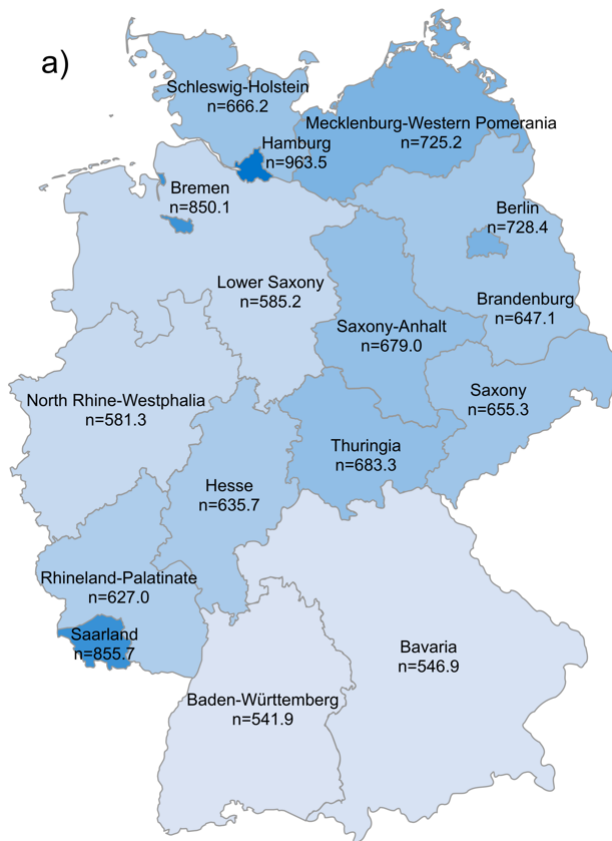 a)
Schleswig-Holstein
n=666.2
Mecklenburg-Western Pomerania
n=725.2
Hamburg
n=963.5
Bremen
n=850.1
Berlin
n=728.4
Lower Saxony
n=585.2
Brandenburg
n=647.1
Saxony-Anhalt
n=679.0
Saxony
n=655.3
North Rhine-Westphalia
n=581.3
Thuringia
n=683.3
Hesse
n=635.7
Rhineland-Palatinate
n=627.0
Saarland
n=855.7
Bavaria
n=546.9
Baden-Württemberg
n=541.9